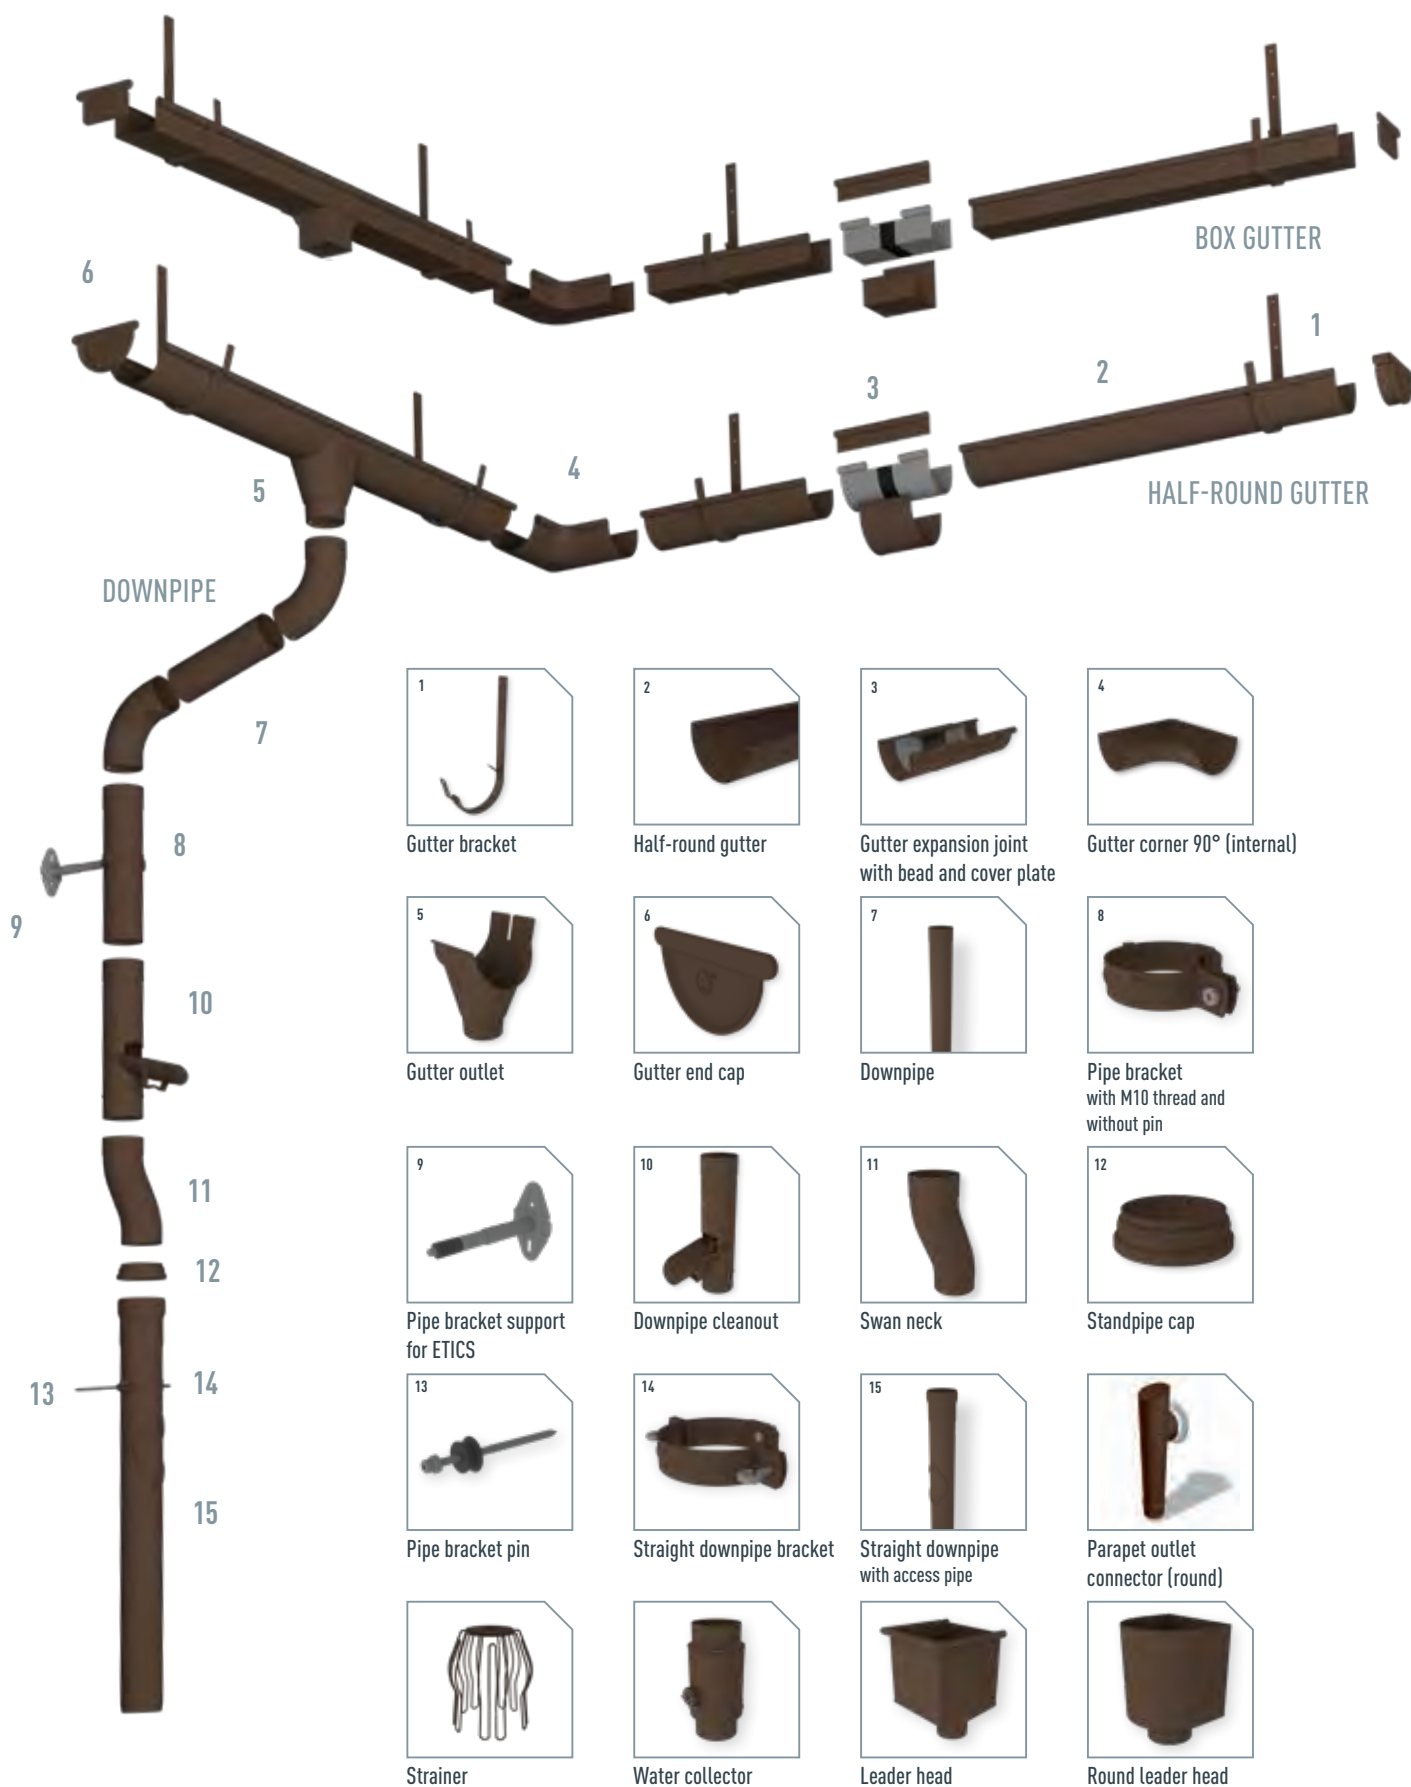 BOX GUTTER
6
1
2
3
4
5
HALF-ROUND GUTTER
DOWNPIPE
7
8
9
10
11
12
13
14
15
1
Gutter bracket
2
Half-round gutter
3
Gutter expansion joint
with bead and cover plate
4
Gutter corner 90° (internal)
5
Gutter outlet
6
Gutter end cap
7
Downpipe
8
Pipe bracket
with M10 thread and
without pin
9
Pipe bracket support
for ETICS
10
Downpipe cleanout
11
Swan neck
12
Standpipe cap
13
Pipe bracket pin
14
Straight downpipe bracket
15
Straight downpipe
with access pipe
Parapet outlet
connector (round)
Strainer
Water collector
Leader head
Round leader head